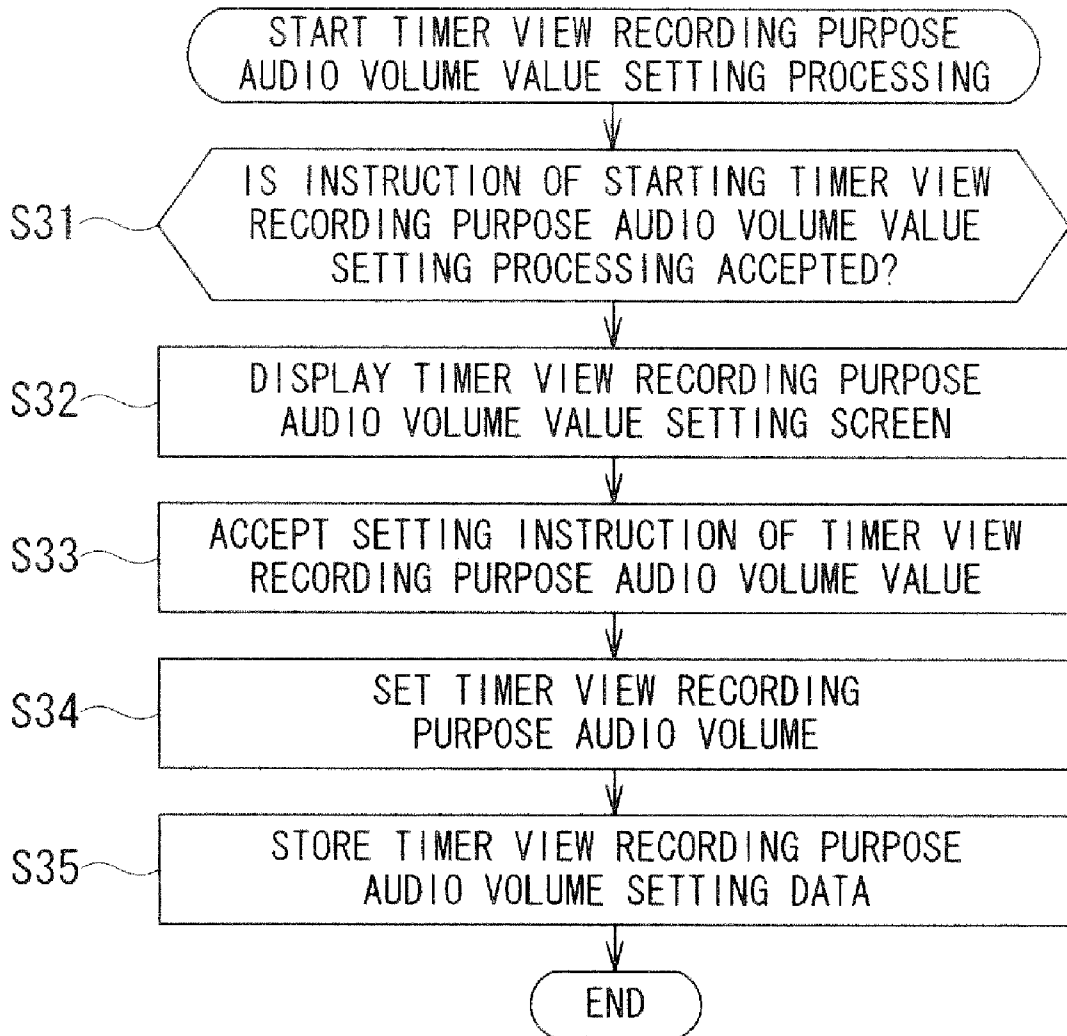 START TIMER VIEW RECORDING PURPOSE
AUDIO VOLUME VALUE SETTING PROCESSING
S31
IS INSTRUCTION OF STARTING TIMER VIEW
RECORDING PURPOSE AUDIO VOLUME VALUE
SETTING PROCESSING ACCEPTED?
S32
DISPLAY TIMER VIEW RECORDING PURPOSE
AUDIO VOLUME VALUE SETTING SCREEN
S33
ACCEPT SETTING INSTRUCTION OF TIMER VIEW
RECORDING PURPOSE AUDIO VOLUME VALUE
S34
SET TIMER VIEW RECORDING
PURPOSE AUDIO VOLUME
S35
STORE TIMER VIEW RECORDING PURPOSE
AUDIO VOLUME SETTING DATA
END